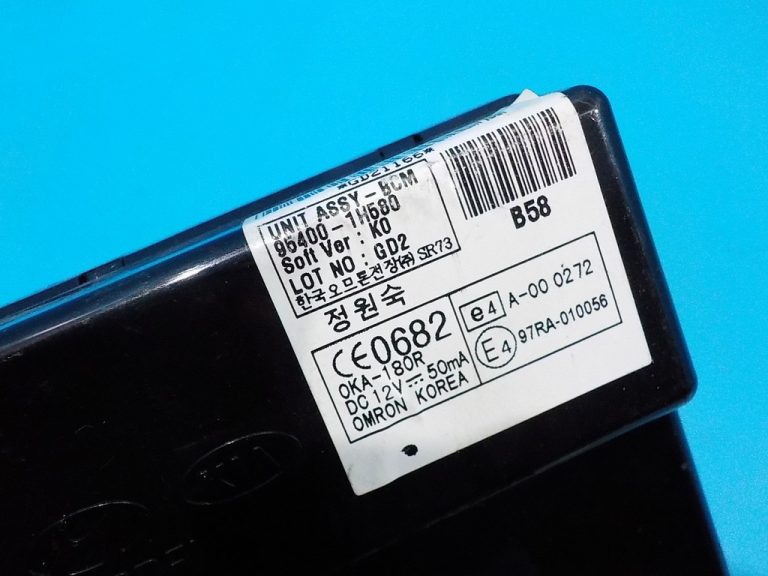 *GD21166*
UNIT ASSY-BCM
95400-1H580
Soft Ver : K0
LOT NO : GD2
한국오므론전장(주) SR73
정원숙
B58
CE0682
OKA-180R
DC 12V⎓50mA
OMRON KOREA
e4 A-00 0272
E4 97RA-010056
KIA